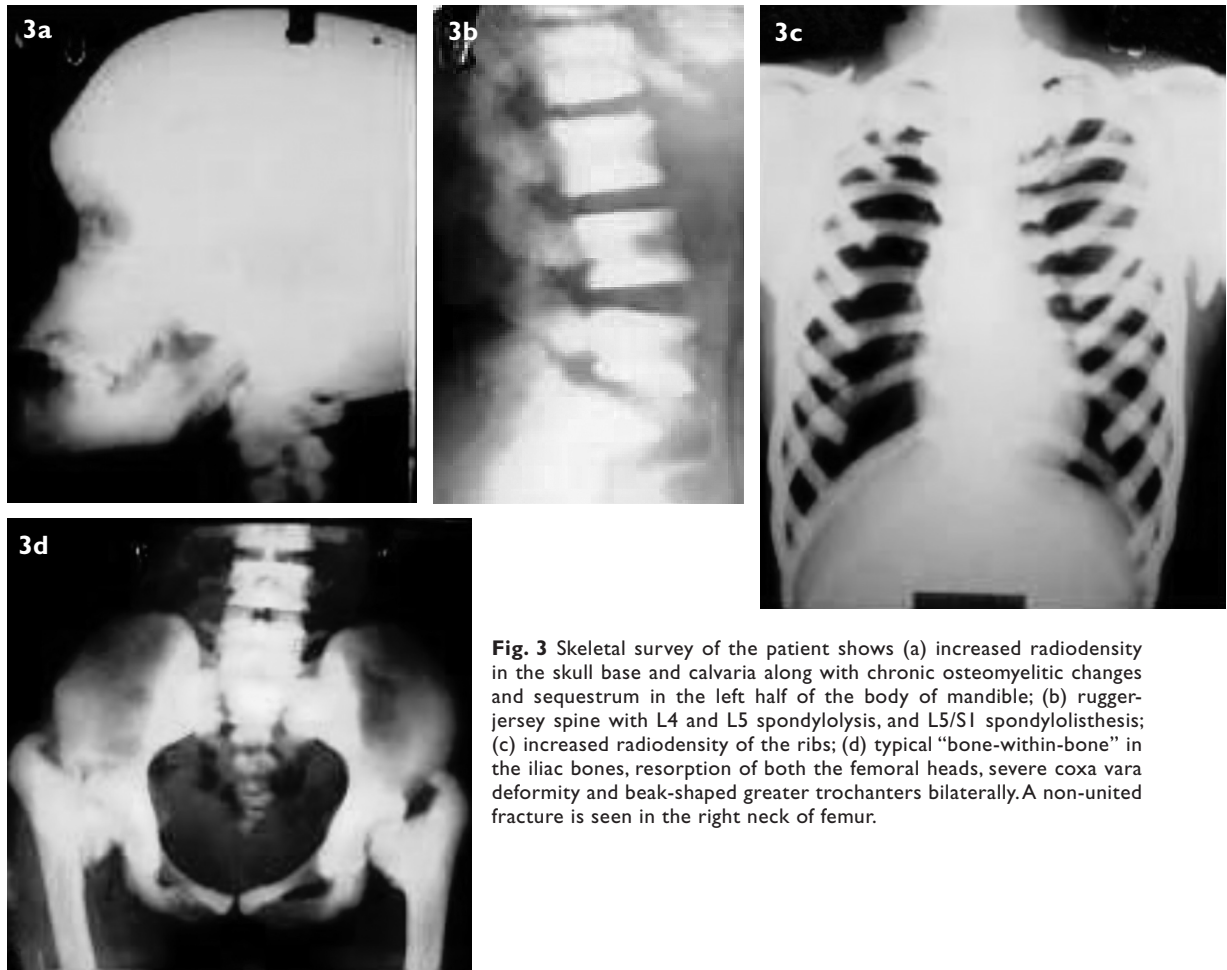 3a
3b
3c
3d
Fig. 3 Skeletal survey of the patient shows (a) increased radiodensity
in the skull base and calvaria along with chronic osteomyelitic changes
and sequestrum in the left half of the body of mandible; (b) rugger-
jersey spine with L4 and L5 spondylolysis, and L5/S1 spondylolisthesis;
(c) increased radiodensity of the ribs; (d) typical “bone-within-bone” in
the iliac bones, resorption of both the femoral heads, severe coxa vara
deformity and beak-shaped greater trochanters bilaterally. A non-united
fracture is seen in the right neck of femur.